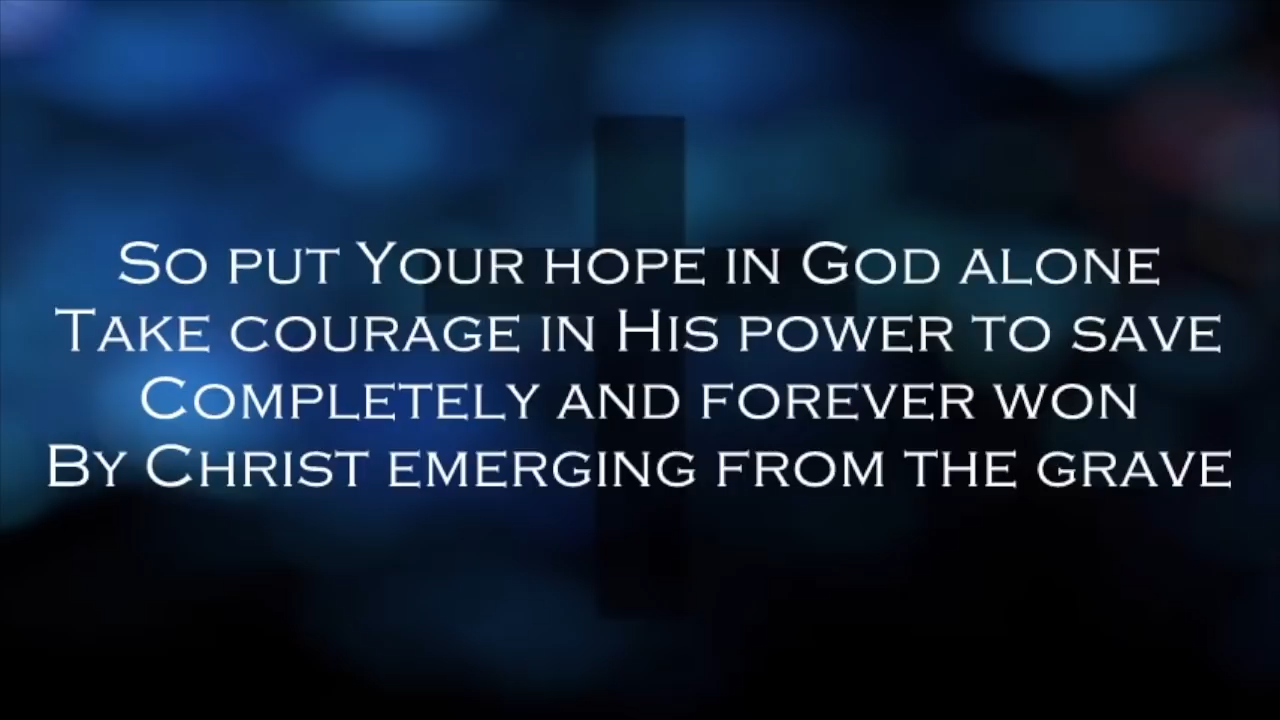 So put Your hope in God alone
Take courage in His power to save
Completely and forever won
By Christ emerging from the grave